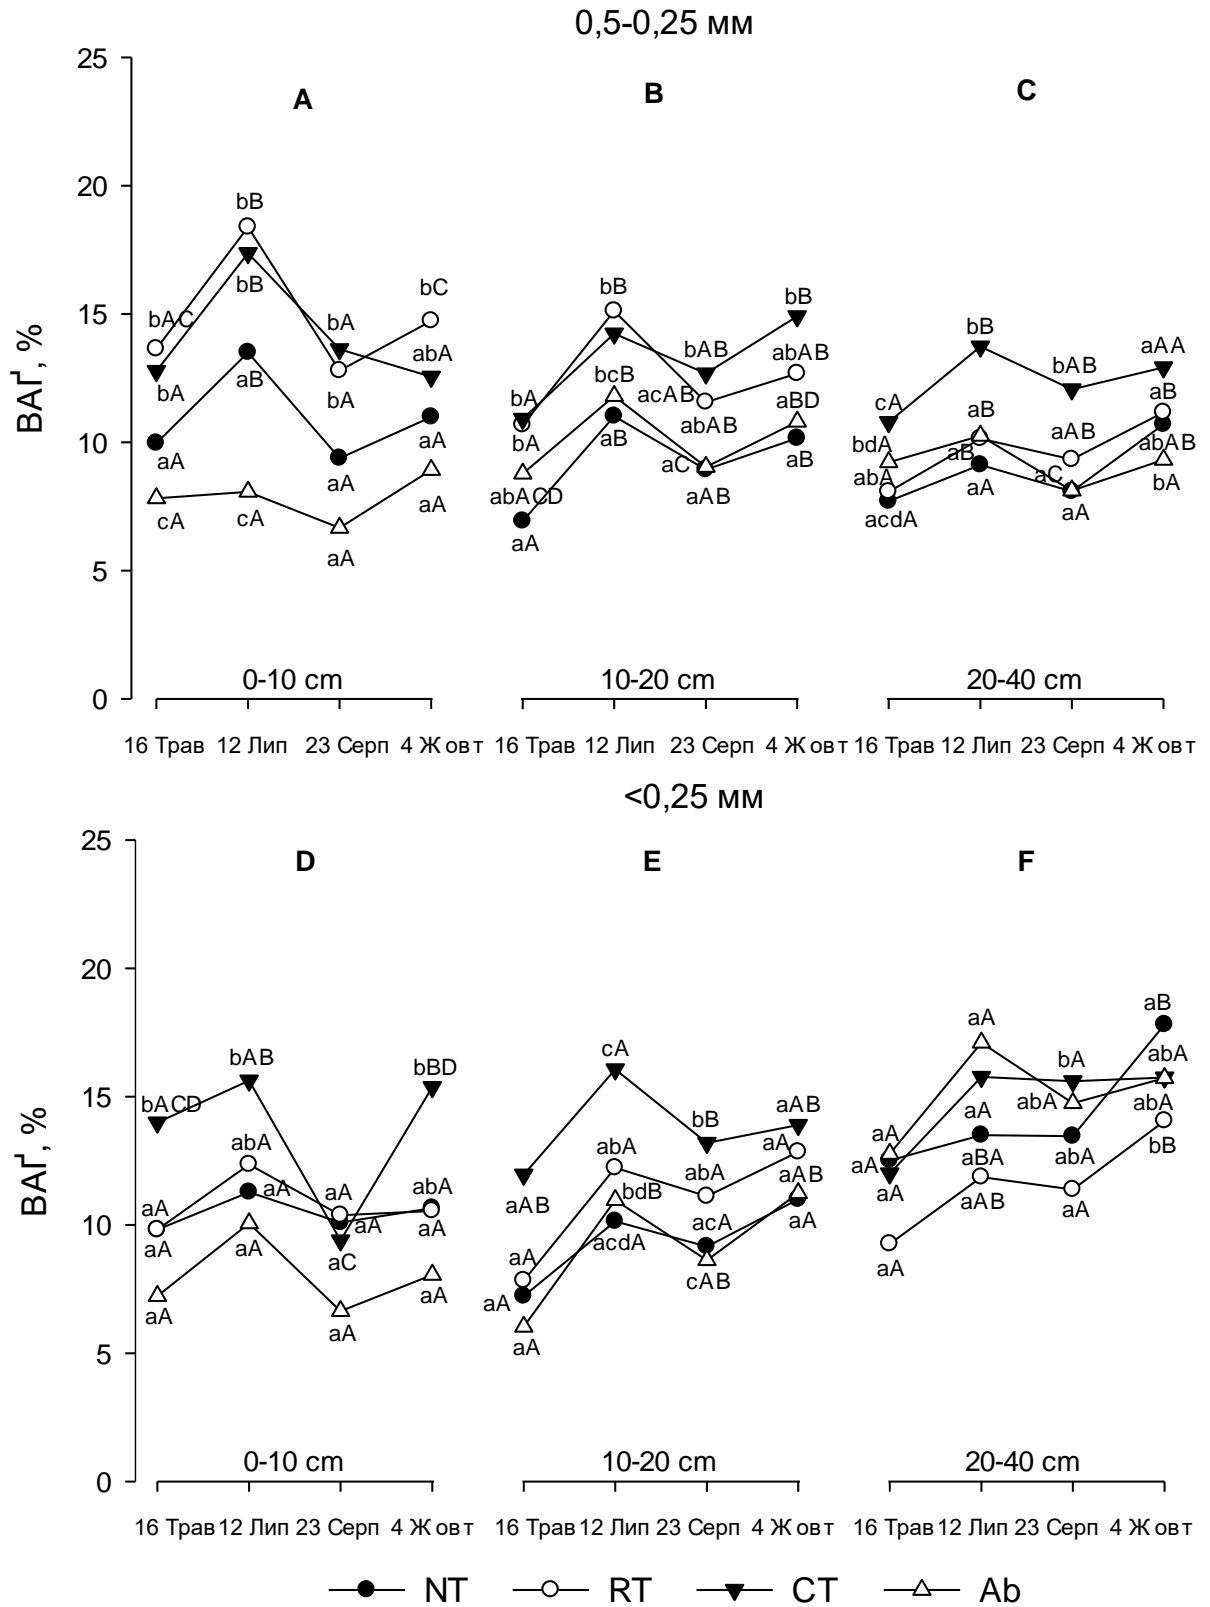 0,5-0,25 мм
25
20
15
10
5
0
ВАҐ, %
A
B
C
bB
bB
bAC
bA
bA
bA
bC
abA
aB
aA
aA
aA
cA
cA
aA
aA
bB
bB
bA
bA
bcB
bAB
acAB
abAB
abAB
aBD
abACD
aB
aC
aAB
aB
aA
bB
aAA
bAB
cA
aB
aAB
aB
bdA
abA
aB
aC
abAB
acdA
aA
aA
bA
0-10 cm
10-20 cm
20-40 cm
16 Трав 12 Лип 23 Серп 4 Жовт 16 Трав 12 Лип 23 Серп 4 Жовт 16 Трав 12 Лип 23 Серп 4 Жовт
<0,25 мм
25
20
15
10
5
0
ВАҐ, %
D
E
F
bAB
bACD
bBD
abA
aA
aA
aA
aA
aA
aA
aC
abA
aA
aA
aA
aA
aA
cA
aAB
bB
aAB
abA
aA
abA
bdB
aAB
aA
acdA
acA
aA
aA
cAB
aA
aB
aA
bA
abA
abA
abA
aA
aA
aA
aA
aBA
abA
bB
aAB
aA
aA
0-10 cm
10-20 cm
20-40 cm
16 Трав 12 Лип 23 Серп 4 Жовт 16 Трав 12 Лип 23 Серп 4 Жовт 16 Трав 12 Лип 23 Серп 4 Жовт
NT RT CT Ab